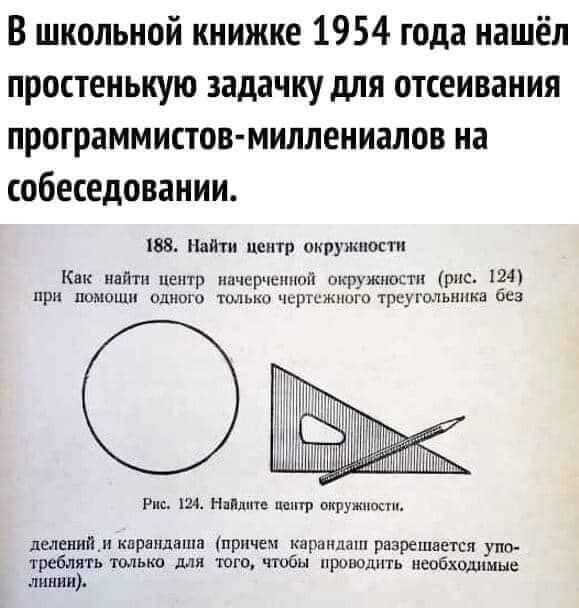 В школьной книжке 1954 года нашёл
простенькую задачку для отсеивания
программистов-миллениалов на
собеседовании.
188. Найти центр окружности
Как найти центр начерченной окружности (рис. 124)
при помощи одного только чертежного треугольника без
Рис. 124. Найдите центр окружности.
делений и карандаша (причем карандаш разрешается упо-
треблять только для того, чтобы проводить необходимые
линии).